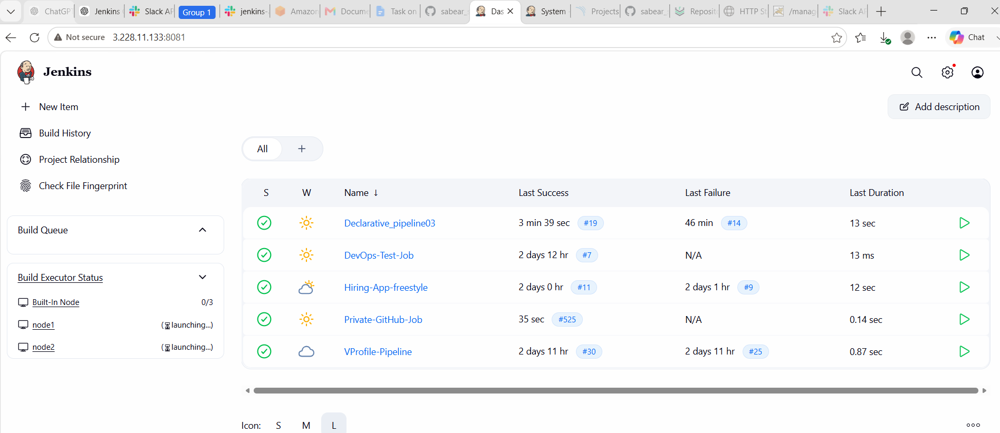 ChatGPT
Jenkins
Slack AP
Group 1
jenkins-
Amazon
Docume
Task on
sabear_
Das
System
Projects
sabear_
Reposito
HTTP St
/manag
Slack AP
Not secure 3.228.11.133:8081
Chat
Jenkins
New Item
Build History
Project Relationship
Check File Fingerprint
Build Queue
Build Executor Status
Built-In Node 0/3
node1 (launching...)
node2 (launching...)
Add description
All
S W Name ↓ Last Success Last Failure Last Duration
Declarative_pipeline03 3 min 39 sec #19 46 min #14 13 sec
DevOps-Test-Job 2 days 12 hr #7 N/A 13 ms
Hiring-App-freestyle 2 days 0 hr #11 2 days 1 hr #9 12 sec
Private-GitHub-Job 35 sec #525 N/A 0.14 sec
VProfile-Pipeline 2 days 11 hr #30 2 days 11 hr #25 0.87 sec
Icon: S M L